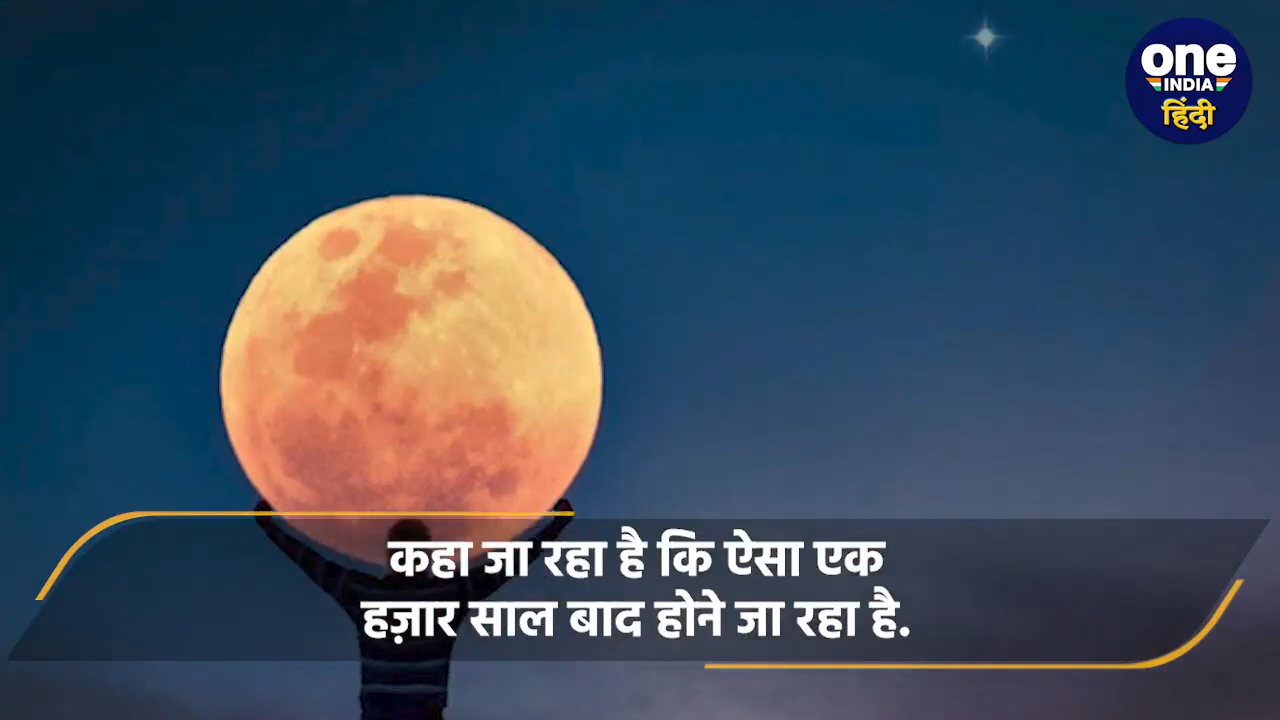 one
INDIA
हिंदी
कहा जा रहा है कि ऐसा एक
हज़ार साल बाद होने जा रहा है.